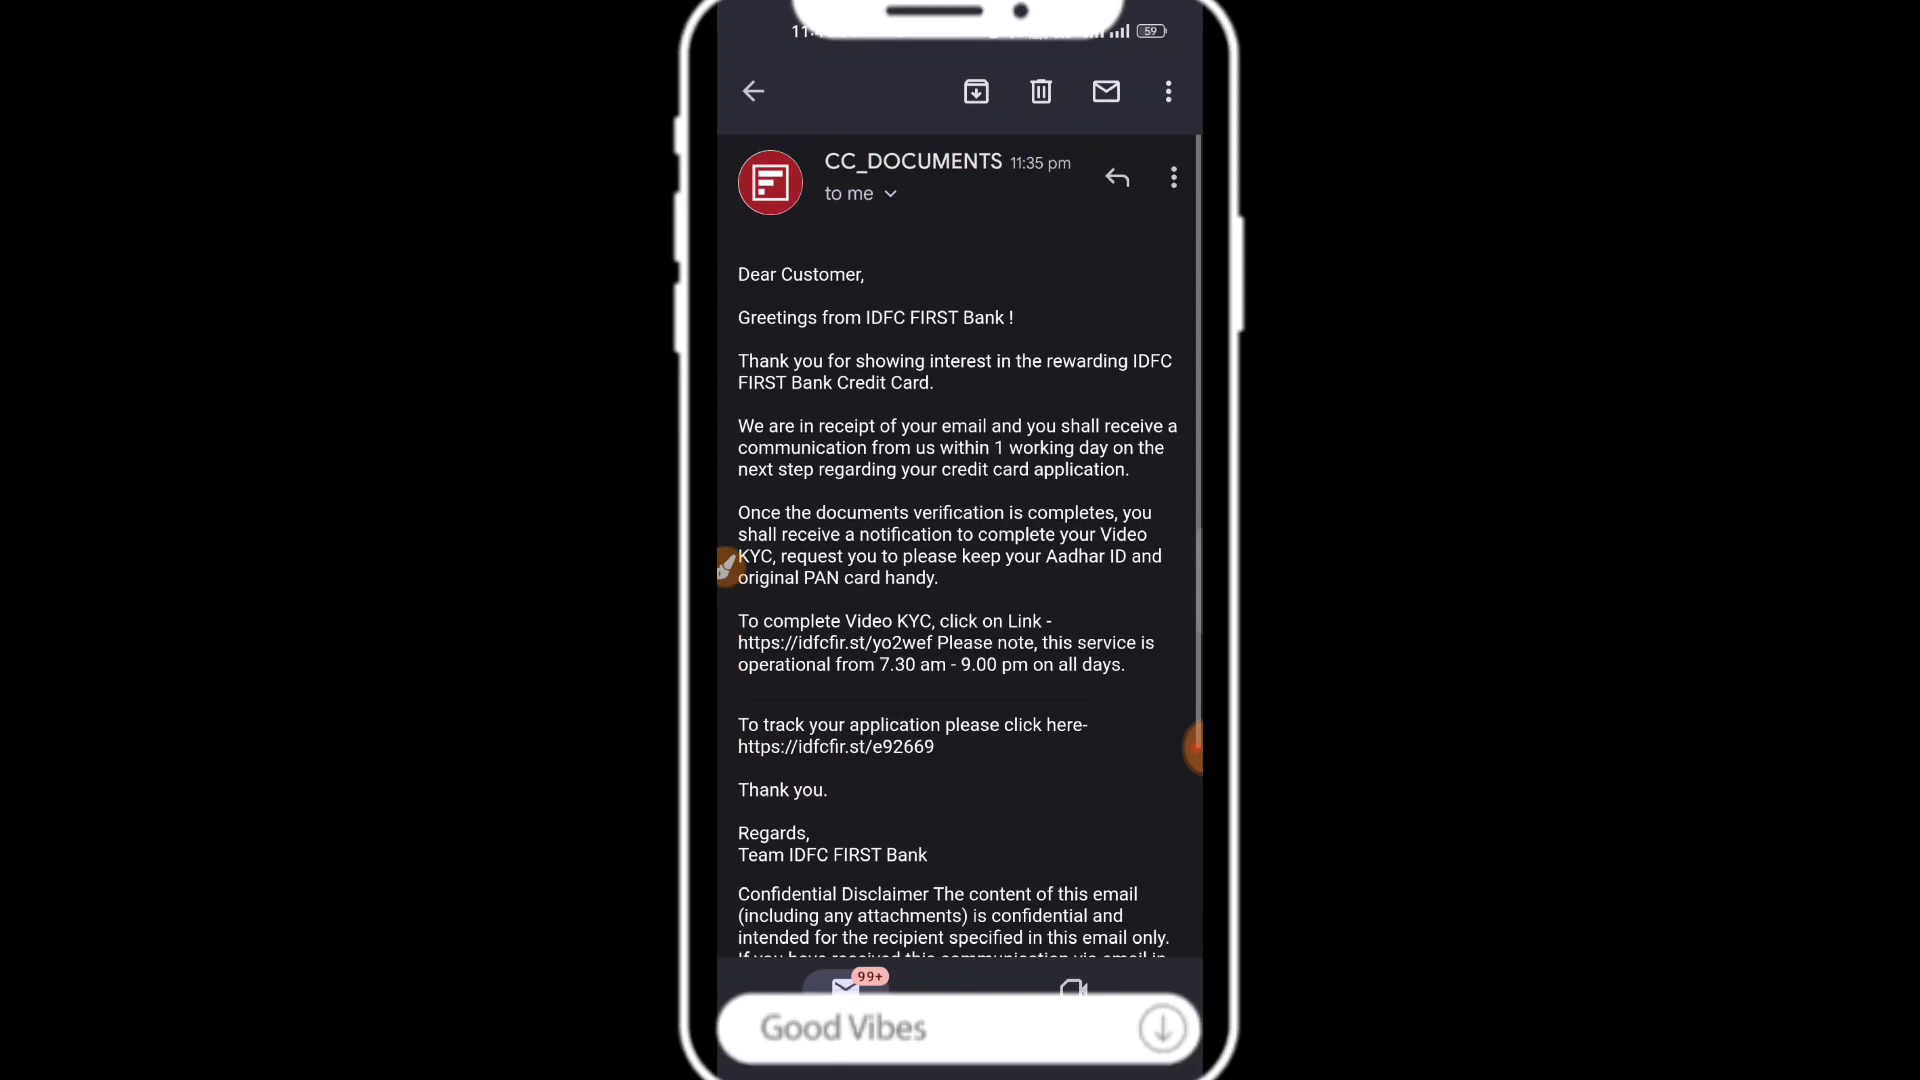 59
CC_DOCUMENTS 11:35 pm
to me
Dear Customer,
Greetings from IDFC FIRST Bank !
Thank you for showing interest in the rewarding IDFC
FIRST Bank Credit Card.
We are in receipt of your email and you shall receive a
communication from us within 1 working day on the
next step regarding your credit card application.
Once the documents verification is completes, you
shall receive a notification to complete your Video
KYC, request you to please keep your Aadhar ID and
original PAN card handy.
To complete Video KYC, click on Link -
https://idfcfir.st/yo2wef Please note, this service is
operational from 7.30 am - 9.00 pm on all days.
To track your application please click here-
https://idfcfir.st/e92669
Thank you.
Regards,
Team IDFC FIRST Bank
Confidential Disclaimer The content of this email
(including any attachments) is confidential and
intended for the recipient specified in this email only.
99+
Good Vibes